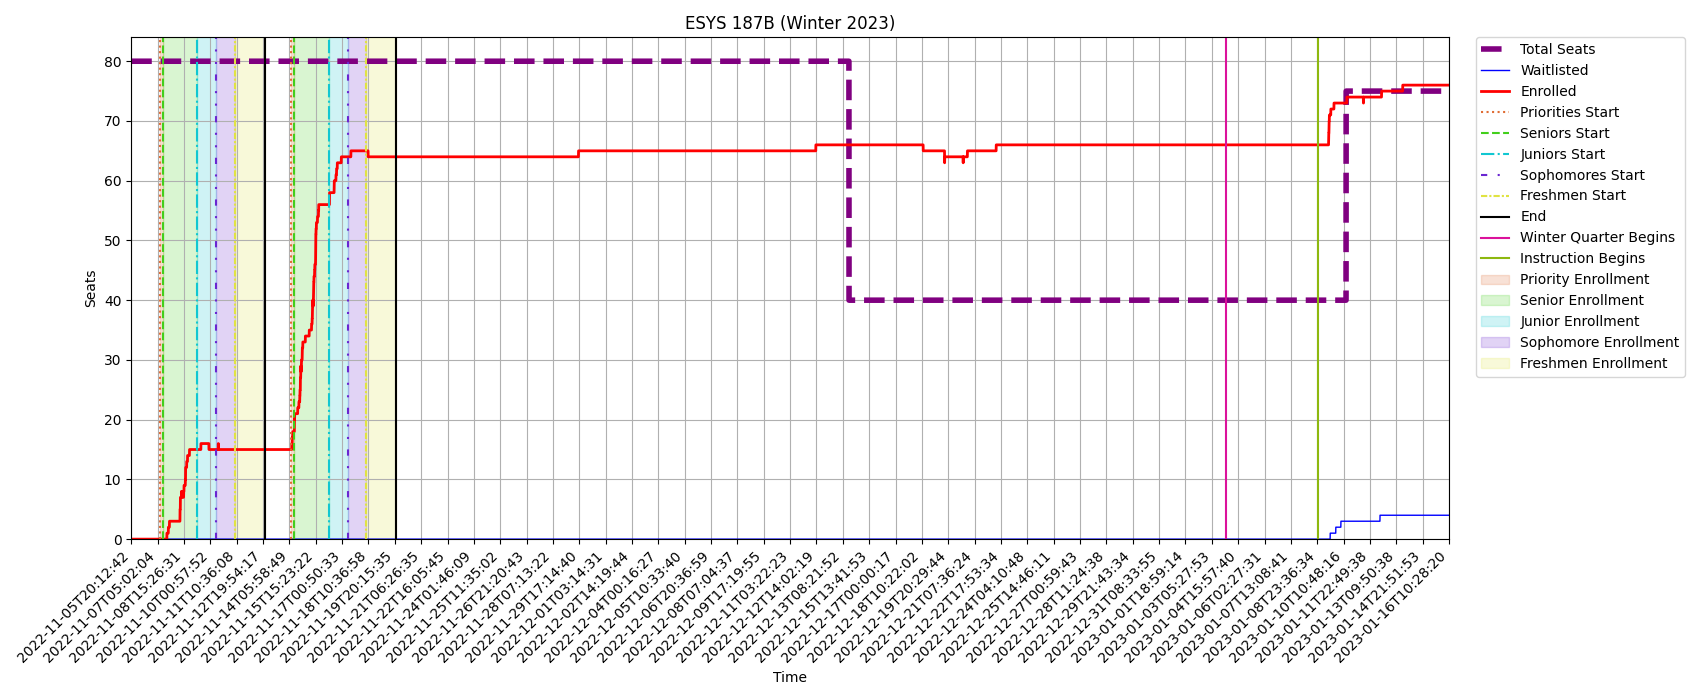 ESYS 187B (Winter 2023)
Seats
80
70
60
50
40
30
20
10
0
2022-11-05T20:12:42
2022-11-07T05:02:04
2022-11-08T15:26:31
2022-11-10T00:57:52
2022-11-11T10:36:08
2022-11-12T19:54:17
2022-11-14T05:58:49
2022-11-15T15:23:22
2022-11-17T00:50:33
2022-11-18T10:36:58
2022-11-19T20:15:35
2022-11-21T06:26:35
2022-11-22T16:05:45
2022-11-24T01:46:09
2022-11-25T11:35:02
2022-11-26T21:20:43
2022-11-28T07:13:22
2022-11-29T17:14:40
2022-12-01T03:14:31
2022-12-02T14:19:44
2022-12-04T00:16:27
2022-12-05T10:33:40
2022-12-06T20:36:59
2022-12-08T07:04:37
2022-12-09T17:19:55
2022-12-11T03:22:23
2022-12-12T14:02:19
2022-12-13T08:21:52
2022-12-15T13:41:53
2022-12-17T00:00:17
2022-12-19T10:22:02
2022-12-19T20:29:44
2022-12-21T07:36:24
2022-12-22T17:53:34
2022-12-24T04:10:48
2022-12-25T14:46:11
2022-12-27T00:59:43
2022-12-28T11:24:38
2022-12-29T21:43:34
2022-12-31T08:33:55
2023-01-01T18:59:14
2023-01-03T05:27:53
2023-01-04T15:57:40
2023-01-06T02:27:31
2023-01-07T13:08:41
2023-01-08T23:36:34
2023-01-10T10:48:16
2023-01-11T22:49:38
2023-01-13T09:50:38
2023-01-14T21:51:53
2023-01-16T10:28:20
Time
Total Seats
Waitlisted
Enrolled
Priorities Start
Seniors Start
Juniors Start
Sophomores Start
Freshmen Start
End
Winter Quarter Begins
Instruction Begins
Priority Enrollment
Senior Enrollment
Junior Enrollment
Sophomore Enrollment
Freshmen Enrollment